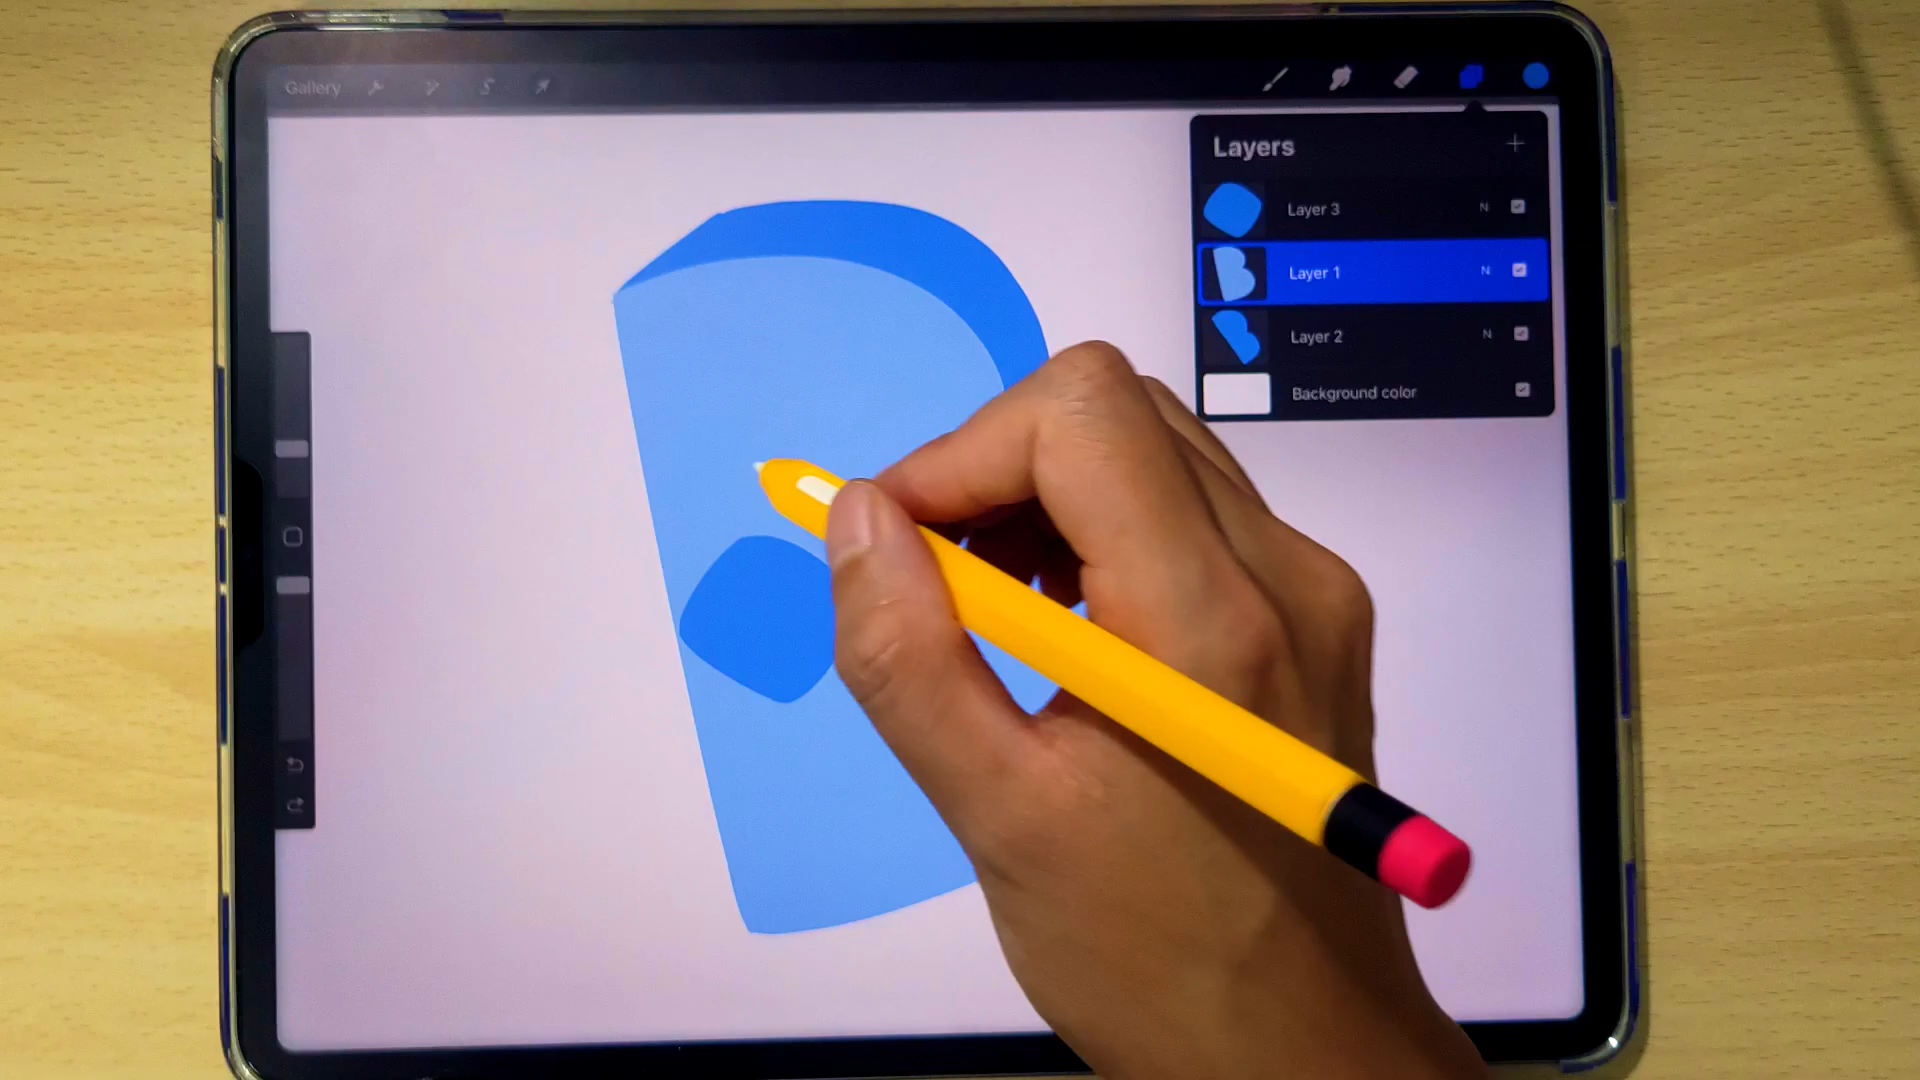 Gallery
Layers
Layer 3 N
Layer 1 N
Layer 2 N
Background color